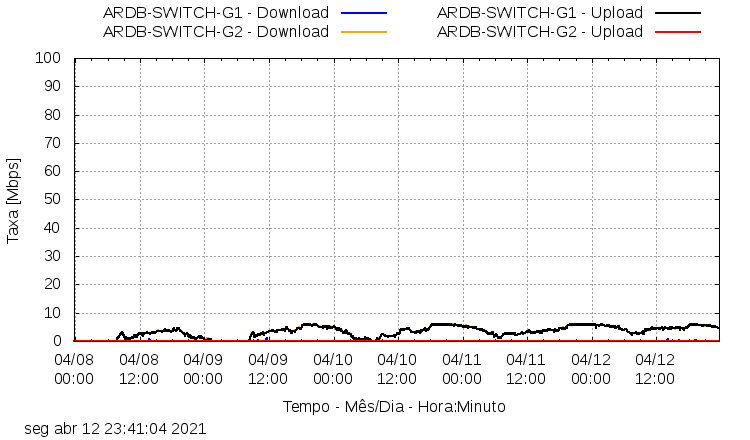 ARDB-SWITCH-G1 - Download
ARDB-SWITCH-G1 - Upload
ARDB-SWITCH-G2 - Download
ARDB-SWITCH-G2 - Upload
100
90
80
70
60
50
40
30
20
10
0
Taxa [Mbps]
04/08 04/08 04/09 04/09 04/10 04/10 04/11 04/11 04/12 04/12
00:00 12:00 00:00 12:00 00:00 12:00 00:00 12:00 00:00 12:00
Tempo - Mês/Dia - Hora:Minuto
seg abr 12 23:41:04 2021